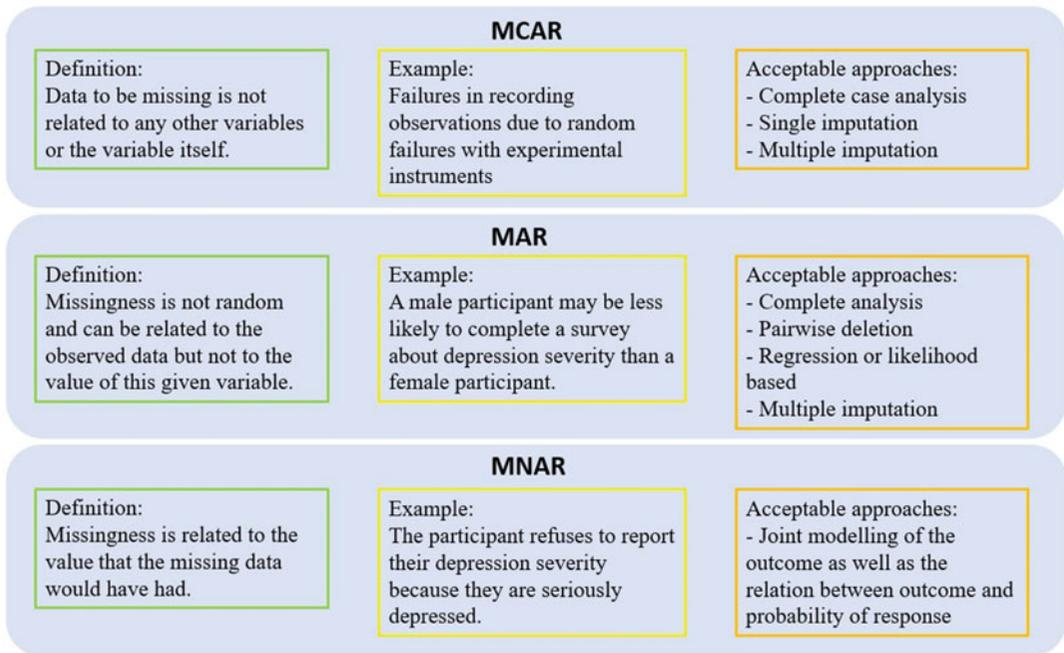 MCAR
Definition:
Data to be missing is not
related to any other variables
or the variable itself.
Example:
Failures in recording
observations due to random
failures with experimental
instruments
Acceptable approaches:
- Complete case analysis
- Single imputation
- Multiple imputation
MAR
Definition:
Missingness is not random
and can be related to the
observed data but not to the
value of this given variable.
Example:
A male participant may be less
likely to complete a survey
about depression severity than a
female participant.
Acceptable approaches:
- Complete analysis
- Pairwise deletion
- Regression or likelihood
based
- Multiple imputation
MNAR
Definition:
Missingness is related to the
value that the missing data
would have had.
Example:
The participant refuses to report
their depression severity
because they are seriously
depressed.
Acceptable approaches:
- Joint modelling of the
outcome as well as the
relation between outcome and
probability of response